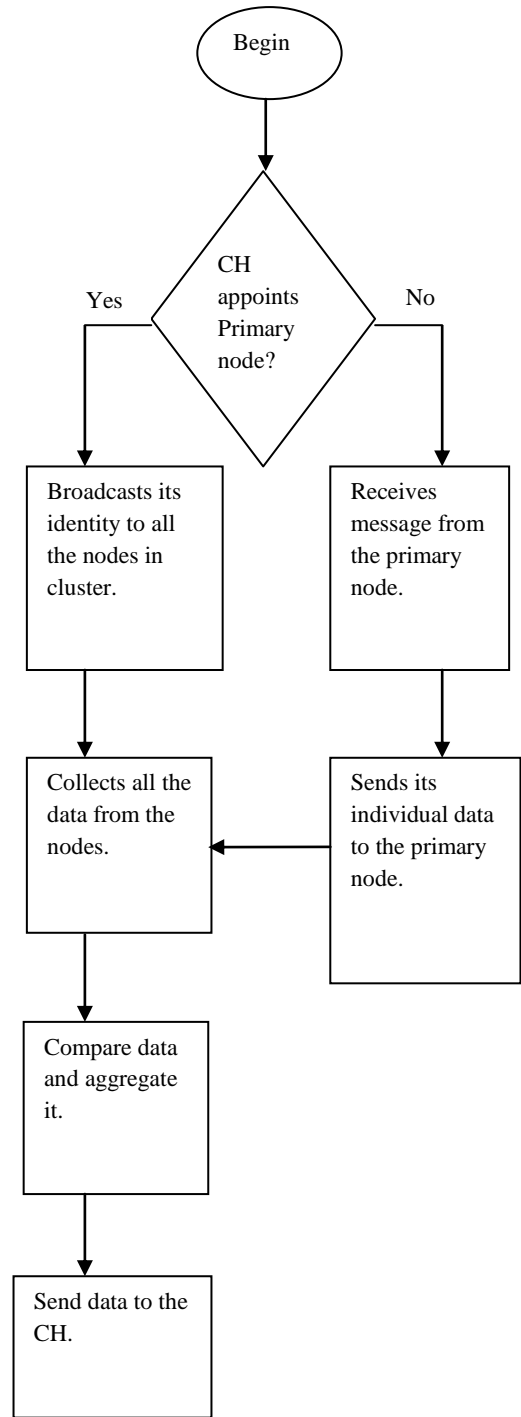 Begin
CH
appoints
Primary
node?
Yes
No
Broadcasts its
identity to all
the nodes in
cluster.
Receives
message from
the primary
node.
Collects all the
data from the
nodes.
Sends its
individual data
to the primary
node.
Compare data
and aggregate
it.
Send data to the
CH.